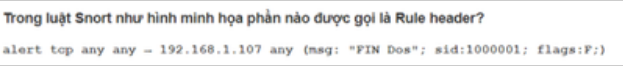 Trong luật Snort như hình minh họa phần nào được gọi là Rule header?
alert tcp any any - 192.168.1.107 any (msg: "FIN Dos"; sid:1000001; flags:F;)